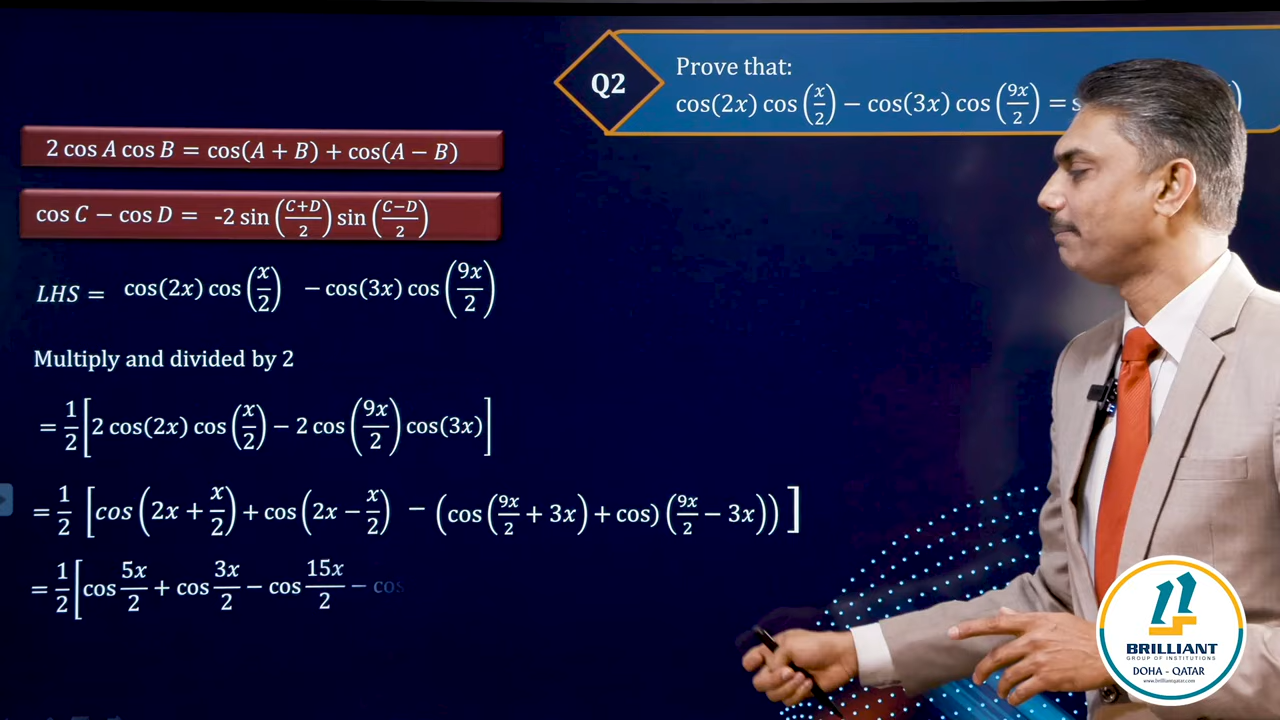 Q2
Prove that:
cos(2x) cos (x/2) − cos(3x) cos (9x/2) = s )
2 cos A cos B = cos(A + B) + cos(A − B)
cos C − cos D = -2 sin ((C+D)/2) sin ((C−D)/2)
LHS = cos(2x) cos (x/2) − cos(3x) cos (9x/2)
Multiply and divided by 2
= 1/2 [2 cos(2x) cos (x/2) − 2 cos (9x/2) cos(3x)]
= 1/2 [cos (2x + x/2) + cos (2x − x/2) − (cos (9x/2 + 3x) + cos) (9x/2 − 3x))]
= 1/2 [cos 5x/2 + cos 3x/2 − cos 15x/2 − cos
BRILLIANT
GROUP OF INSTITUTIONS
DOHA - QATAR
www.brilliantqatar.com